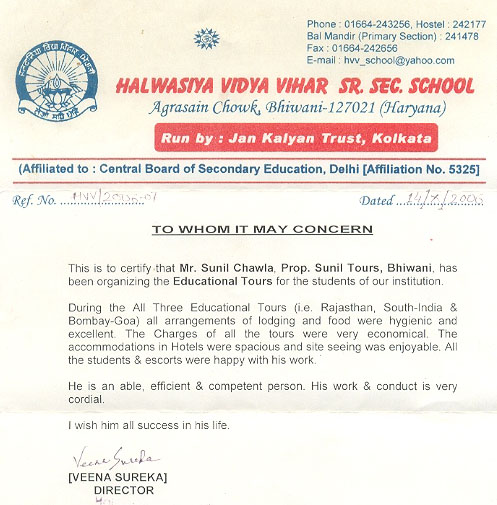 Phone : 01664-243256, Hostel : 242177
Bal Mandir (Primary Section) : 241478
Fax : 01664-242656
E-mail : hvv_school@yahoo.com
HALWASIYA VIDYA VIHAR SR. SEC. SCHOOL
Agrasain Chowk, Bhiwani-127021 (Haryana)
Run by : Jan Kalyan Trust, Kolkata
(Affiliated to : Central Board of Secondary Education, Delhi [Affiliation No. 5325]
Ref. No. HVV/2006-07 Dated 14/7/2006
TO WHOM IT MAY CONCERN
This is to certify that Mr. Sunil Chawla, Prop. Sunil Tours, Bhiwani, has
been organizing the Educational Tours for the students of our institution.
During the All Three Educational Tours (i.e. Rajasthan, South-India &
Bombay-Goa) all arrangements of lodging and food were hygienic and
excellent. The Charges of all the tours were very economical. The
accommodations in Hotels were spacious and site seeing was enjoyable. All
the students & escorts were happy with his work.
He is an able, efficient & competent person. His work & conduct is very
cordial.
I wish him all success in his life.
Veena Sureka
[VEENA SUREKA]
DIRECTOR